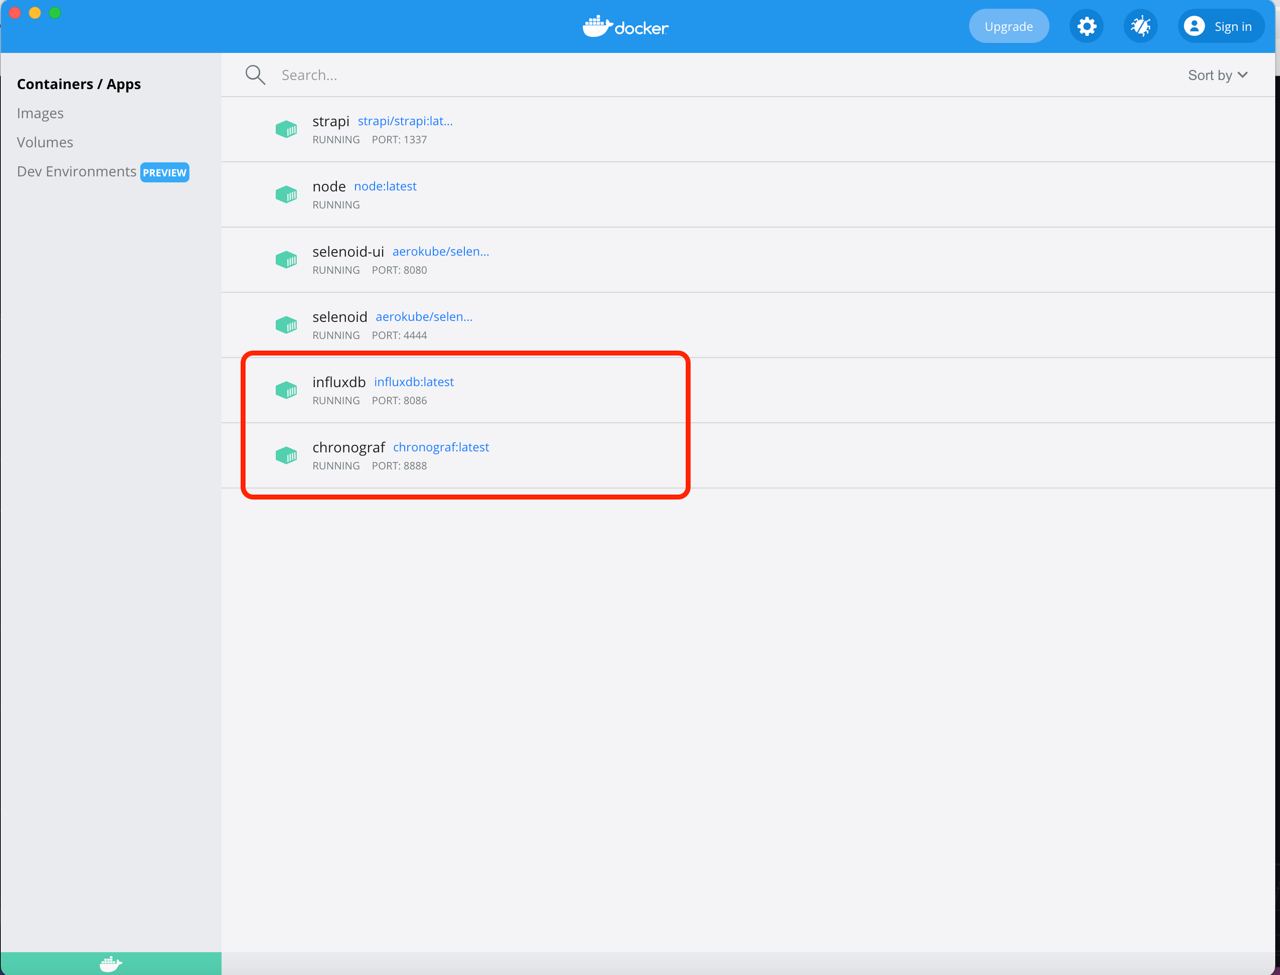 docker
Upgrade
Sign in
Containers / Apps
Images
Volumes
Dev Environments PREVIEW
Search...
Sort by
strapi strapi/strapi:lat...
RUNNING PORT: 1337
node node:latest
RUNNING
selenoid-ui aerokube/selen...
RUNNING PORT: 8080
selenoid aerokube/selen...
RUNNING PORT: 4444
influxdb influxdb:latest
RUNNING PORT: 8086
chronograf chronograf:latest
RUNNING PORT: 8888